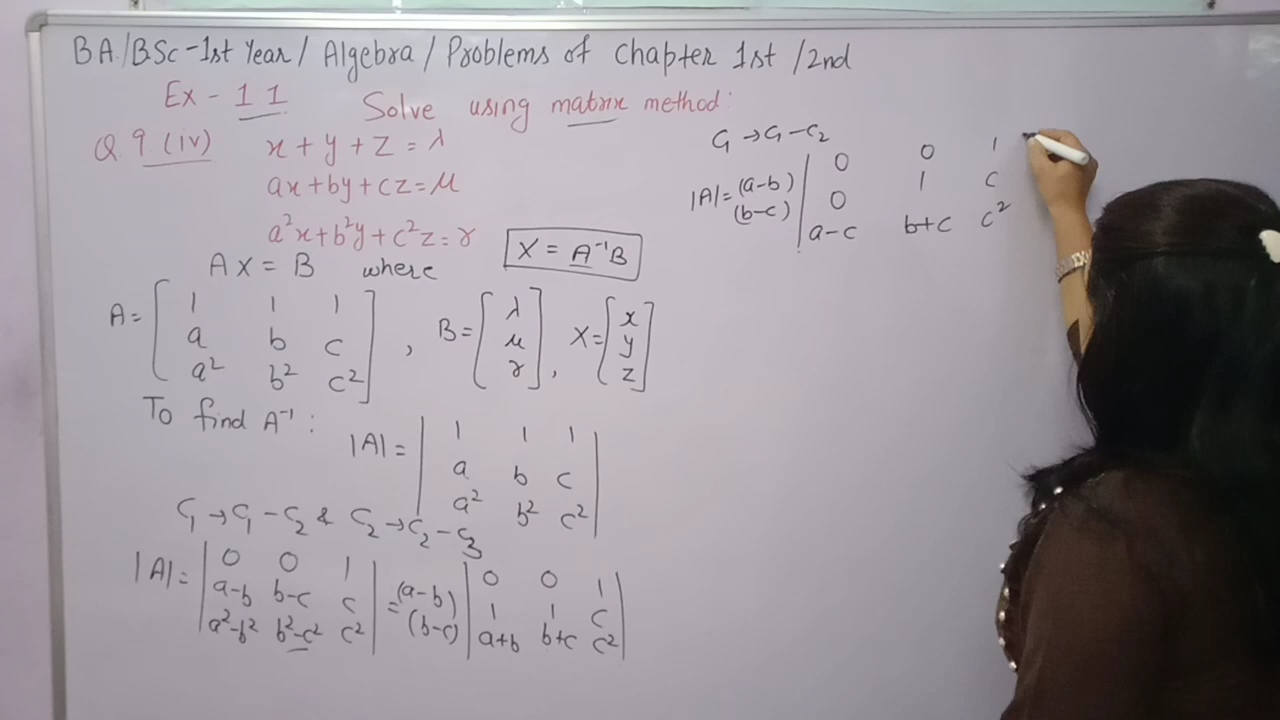 BA./BSc-1st Year / Algebra / Problems of Chapter 1st / 2nd
Ex - 11 Solve using matrix method:
Q. 9 (iv) x + y + z = λ
ax + by + cz = μ
a²x + b²y + c²z = γ
AX = B where X = A⁻¹B
A = [ 1 1 1
a b c
a² b² c² ] , B = [ λ
μ
γ ] , X = [ x
y
z ]
To find A⁻¹ :
|A| = | 1 1 1
a b c
a² b² c² |
C₁ → C₁ - C₂ & C₂ → C₂ - C₃
|A| = | 0 0 1
a-b b-c c
a²-b² b²-c² c² | = (a-b) (b-c) | 0 0 1
1 1 c
a+b b+c c² |
C₁ → C₁ - C₂
|A| = (a-b) (b-c) | 0 0 1
0 1 c
a-c b+c c²